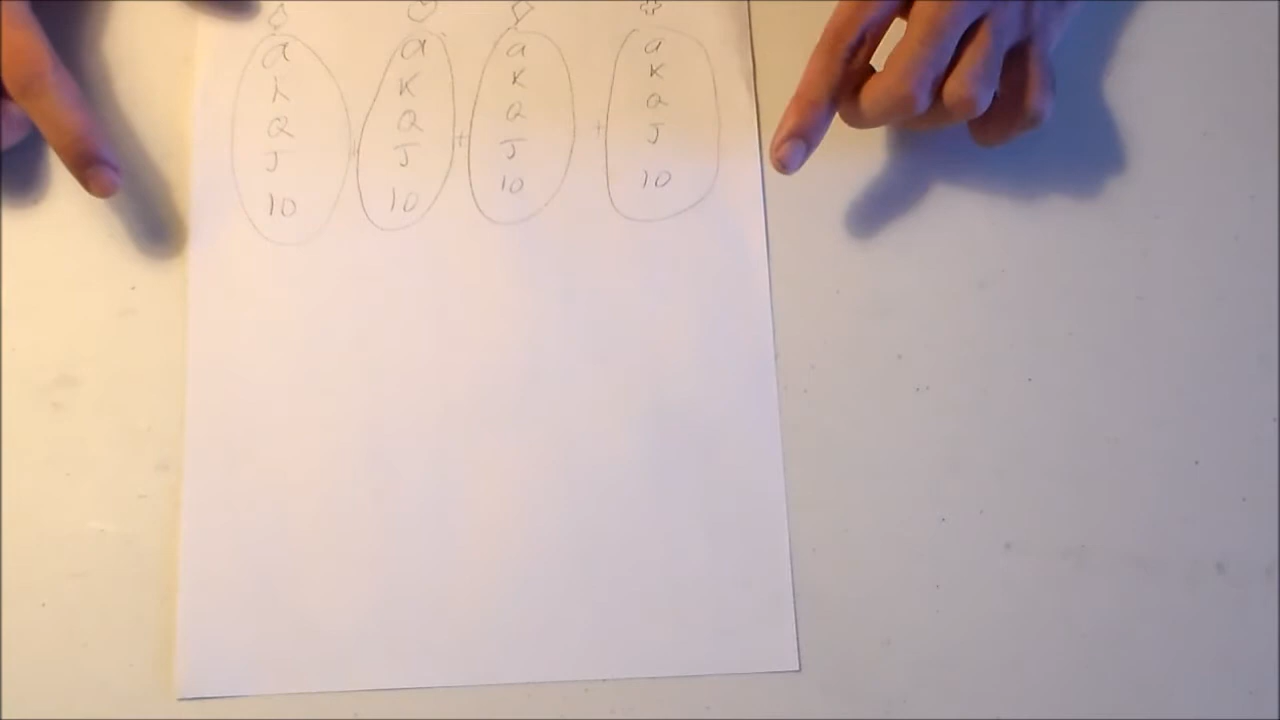 a a a a
K K K K
Q Q Q Q
J J J J
10 10 10 10
+ + +